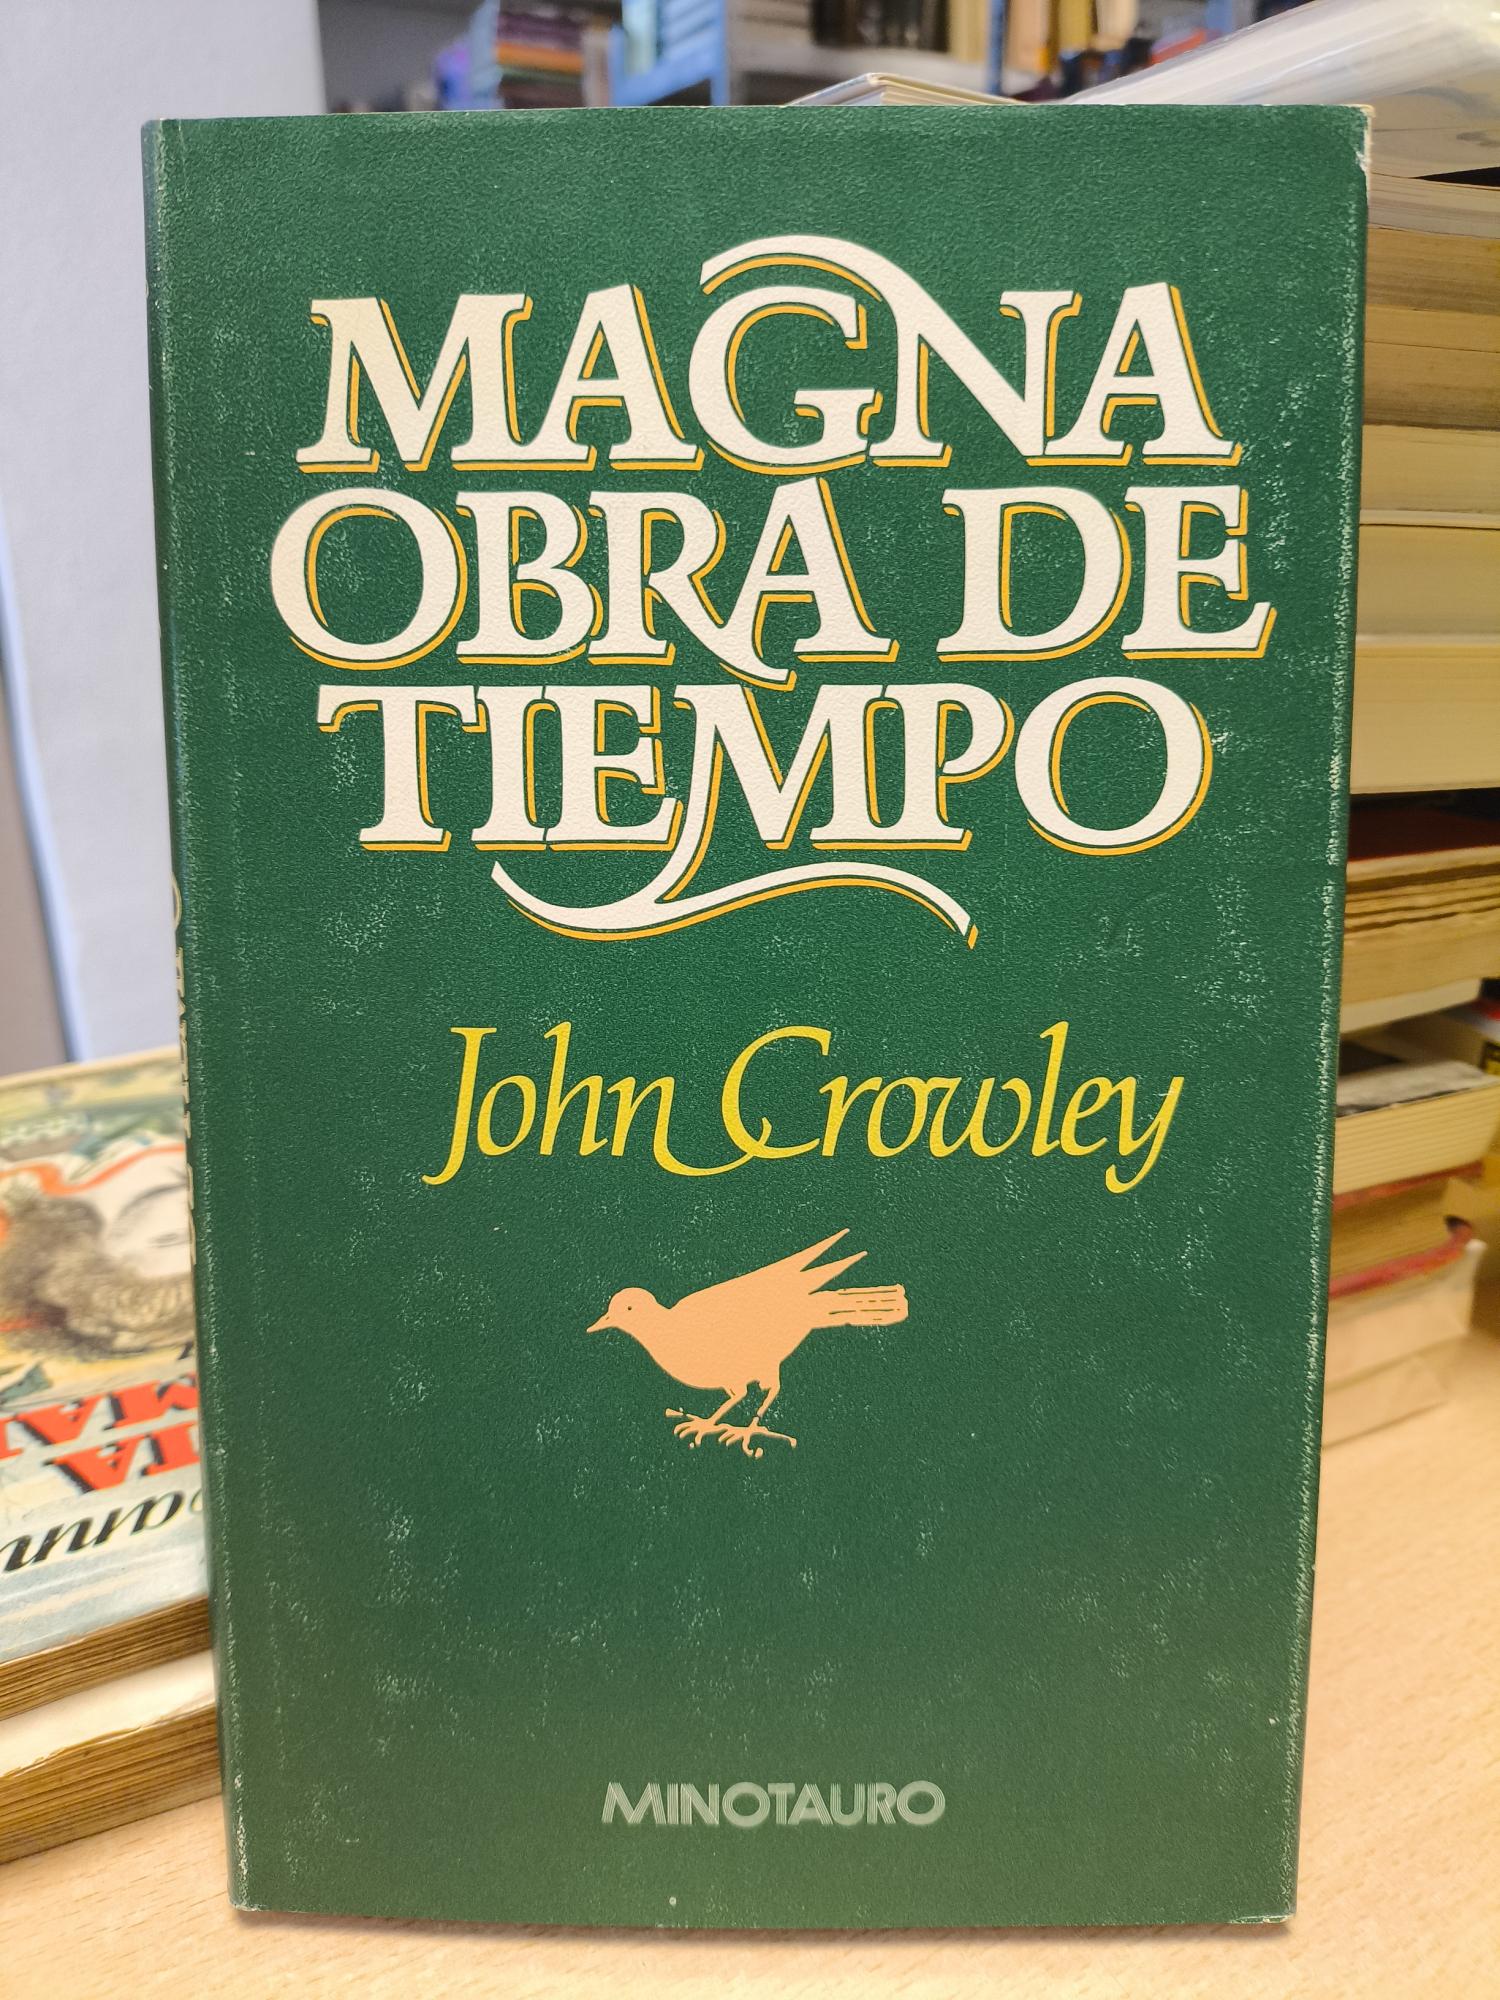 MAGNA
OBRA DE
TIEMPO
John Crowley
MINOTAURO